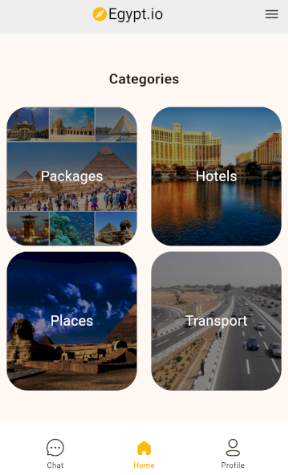 Egypt.io
Categories
Packages
Hotels
Places
Transport
Chat
Home
Profile